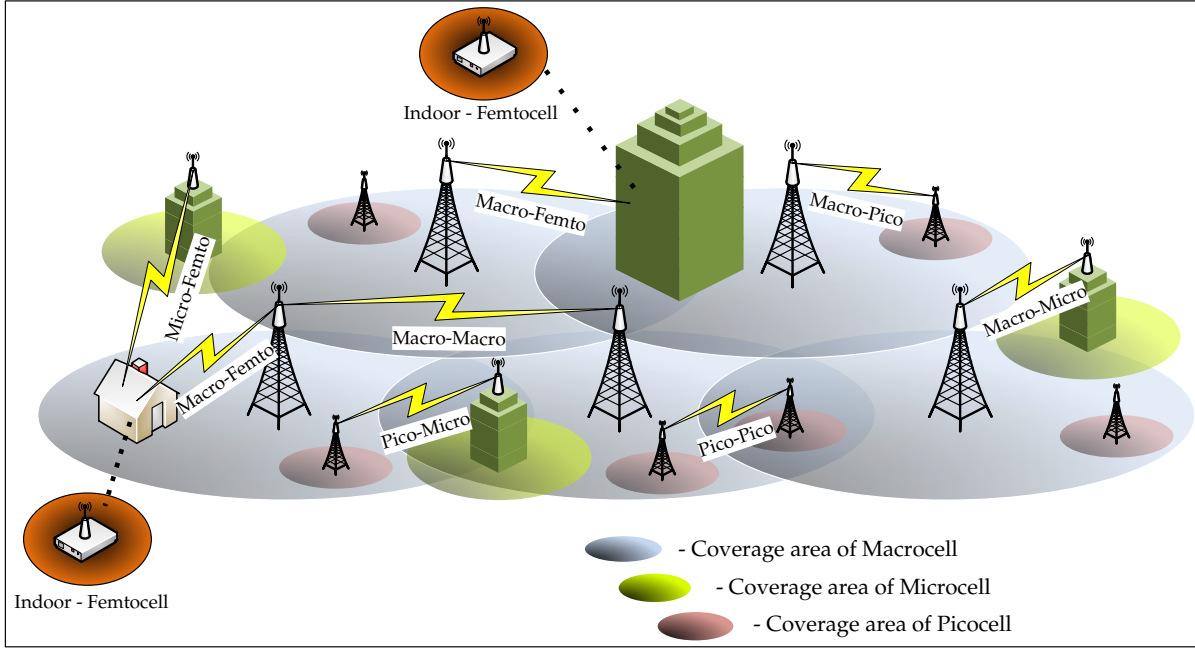 Indoor - Femtocell
Macro-Femto
Macro-Pico
Micro-Femto
Macro-Micro
Macro-Macro
Macro-Femto
Pico-Micro
Pico-Pico
- Coverage area of Macrocell
Indoor - Femtocell
- Coverage area of Microcell
- Coverage area of Picocell